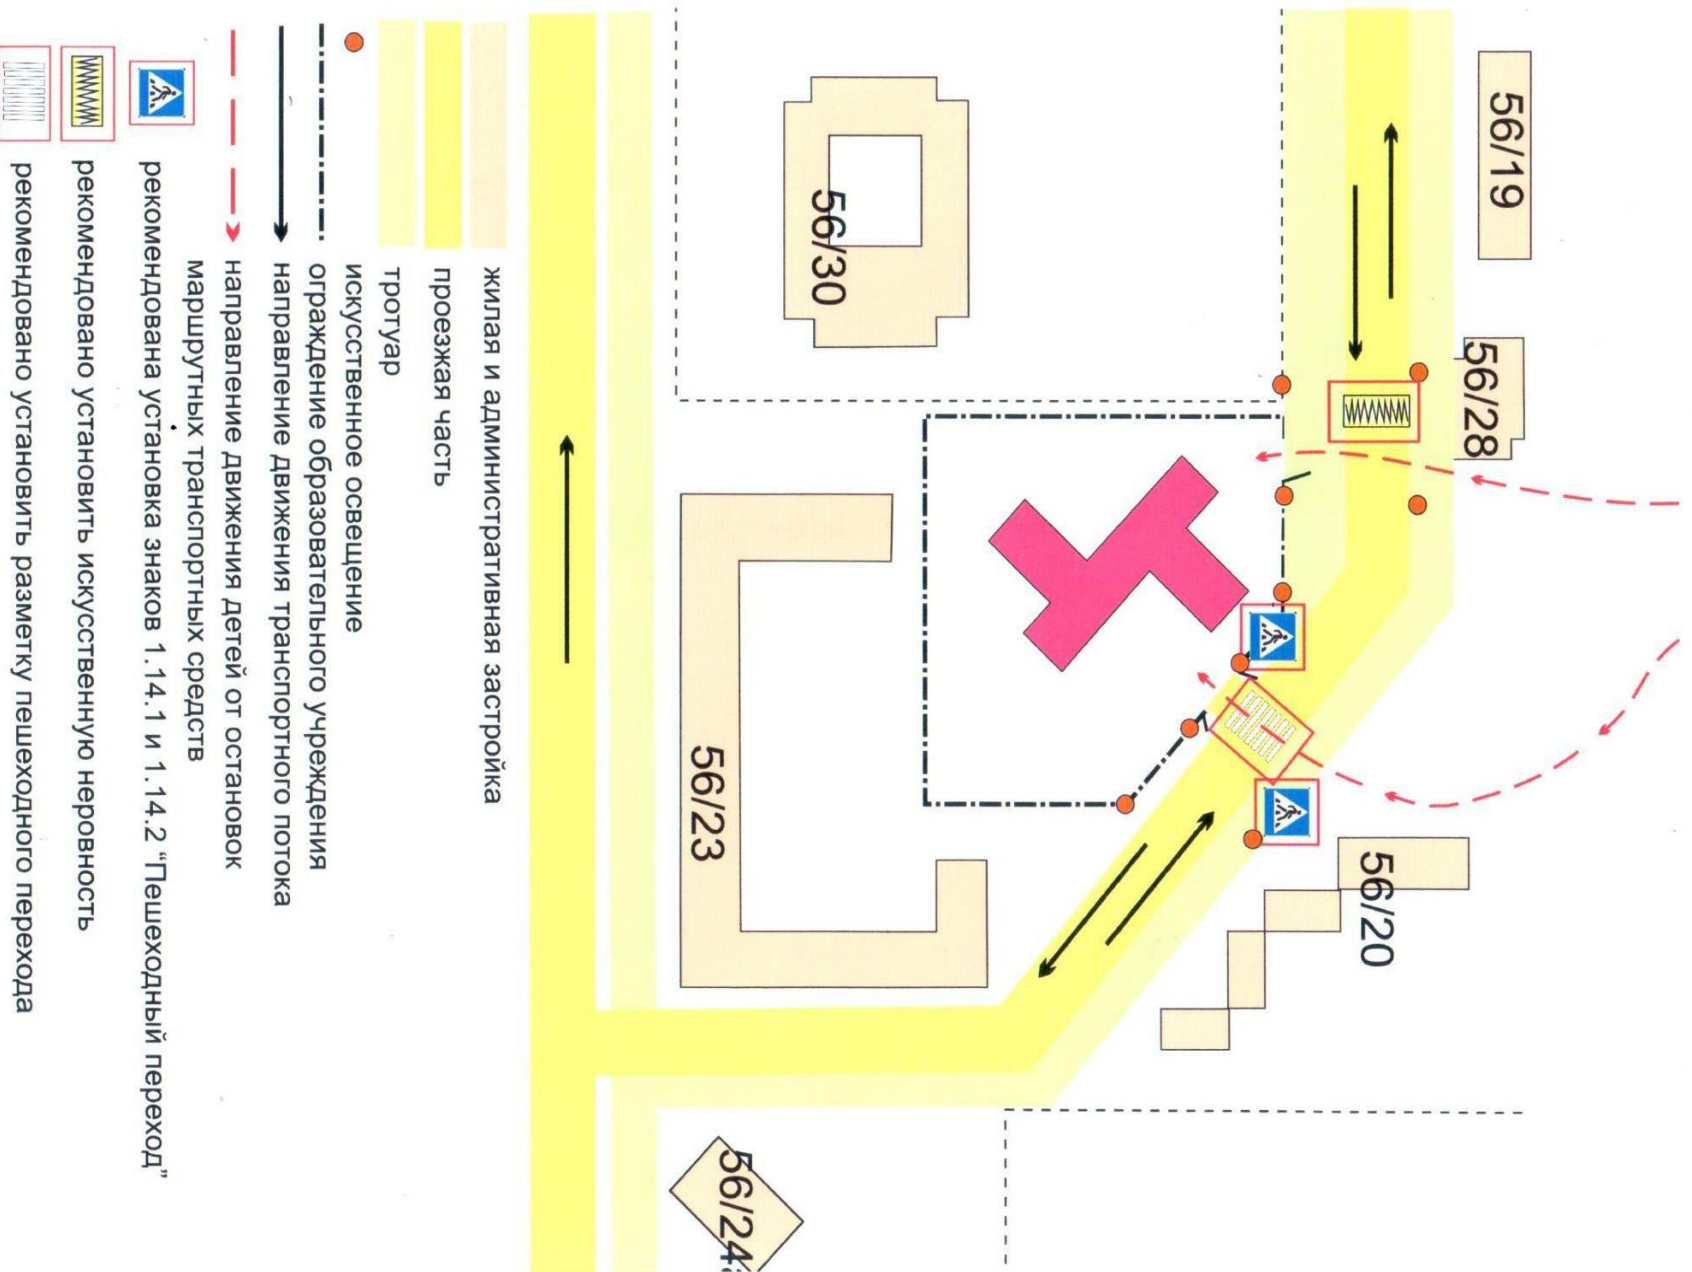 56/19
56/28
56/20
56/30
56/23
56/24
жилая и административная застройка
проезжая часть
тротуар
искусственное освещение
ограждение образовательного учреждения
направление движения транспортного потока
направление движения детей от остановок
маршрутных транспортных средств
рекомендована установка знаков 1.14.1 и 1.14.2 “Пешеходный переход”
рекомендовано установить искусственную неровность
рекомендовано установить разметку пешеходного перехода